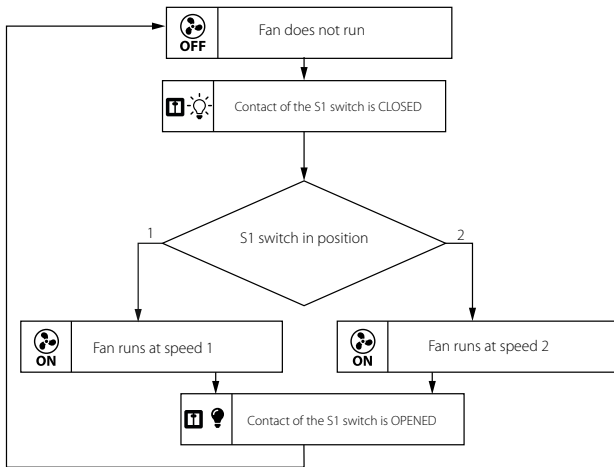 OFF
Fan does not run
Contact of the S1 switch is CLOSED
1
S1 switch in position
2
ON
Fan runs at speed 1
ON
Fan runs at speed 2
Contact of the S1 switch is OPENED